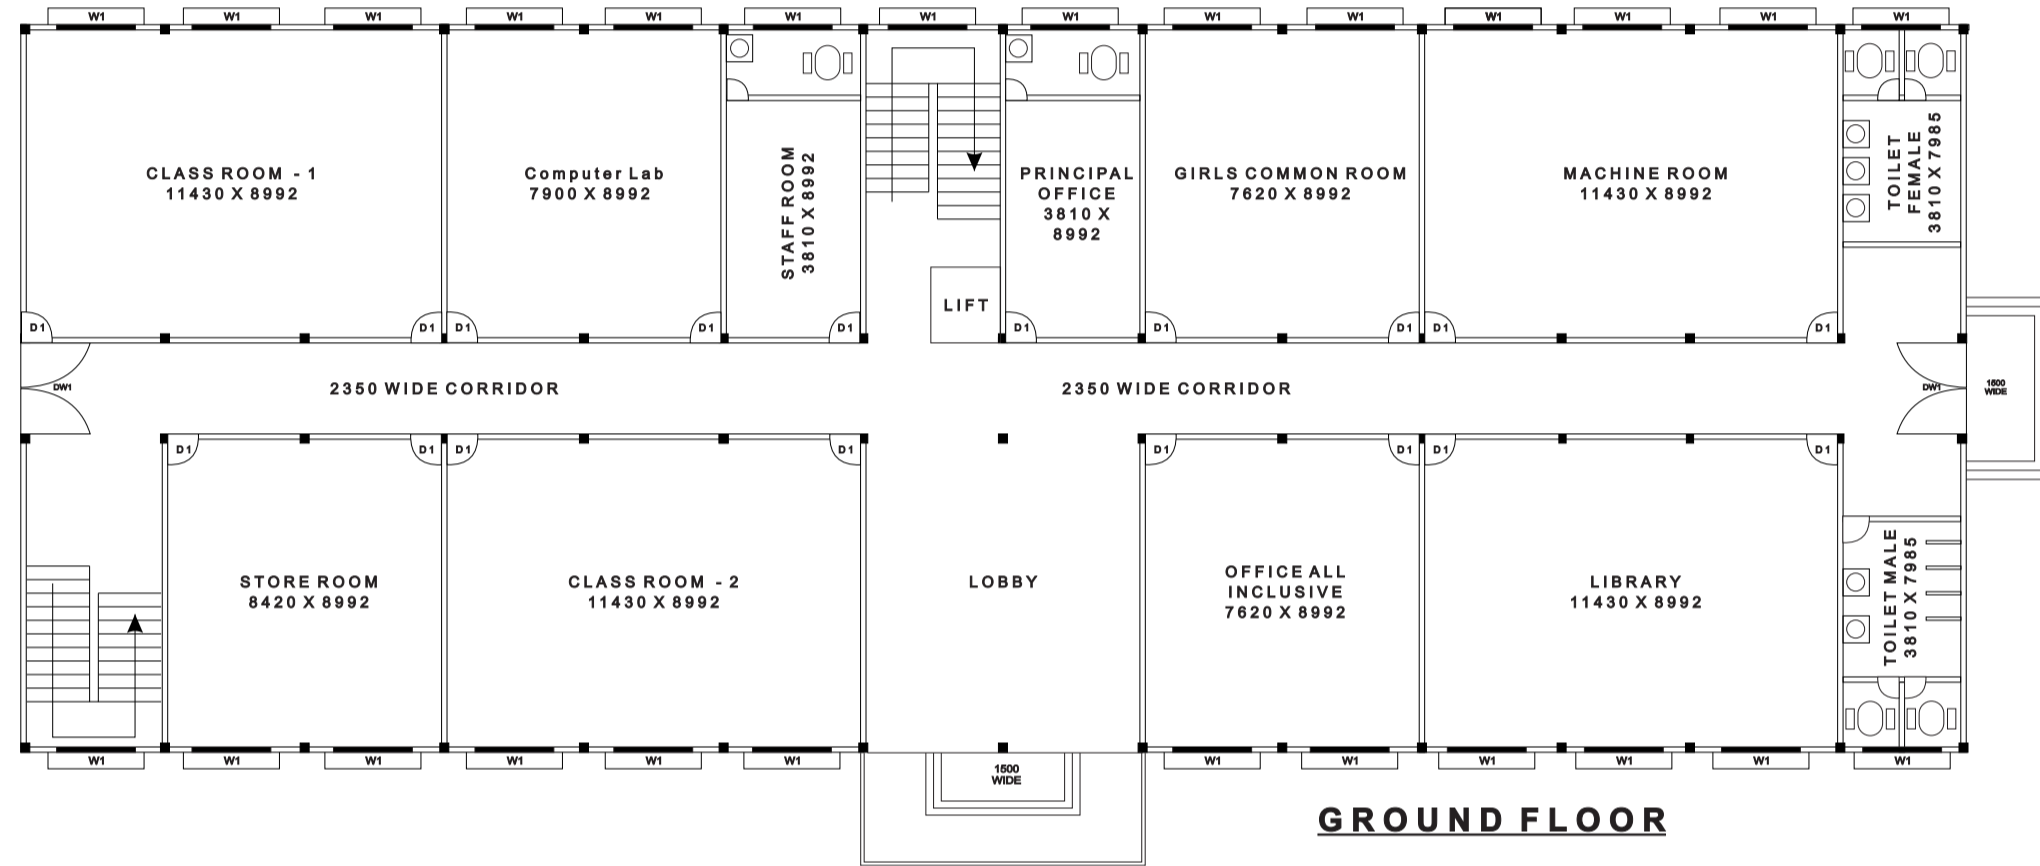 W1
W1
W1
W1
W1
W1
W1
W1
W1
W1
W1
W1
W1
W1
CLASS ROOM - 1
11430 X 8992
Computer Lab
7900 X 8992
STAFF ROOM
3810 X 8992
PRINCIPAL
OFFICE
3810 X
8992
GIRLS COMMON ROOM
7620 X 8992
MACHINE ROOM
11430 X 8992
TOILET
FEMALE
3810 X 7985
LIFT
D1
D1
D1
D1
D1
D1
D1
D1
D1
D1
DW1
2350 WIDE CORRIDOR
2350 WIDE CORRIDOR
DW1
1500
WIDE
D1
D1
D1
D1
D1
D1
D1
D1
STORE ROOM
8420 X 8992
CLASS ROOM - 2
11430 X 8992
LOBBY
OFFICE ALL
INCLUSIVE
7620 X 8992
LIBRARY
11430 X 8992
TOILET MALE
3810 X 7985
W1
W1
W1
W1
W1
W1
1500
WIDE
W1
W1
W1
W1
W1
W1
GROUND FLOOR